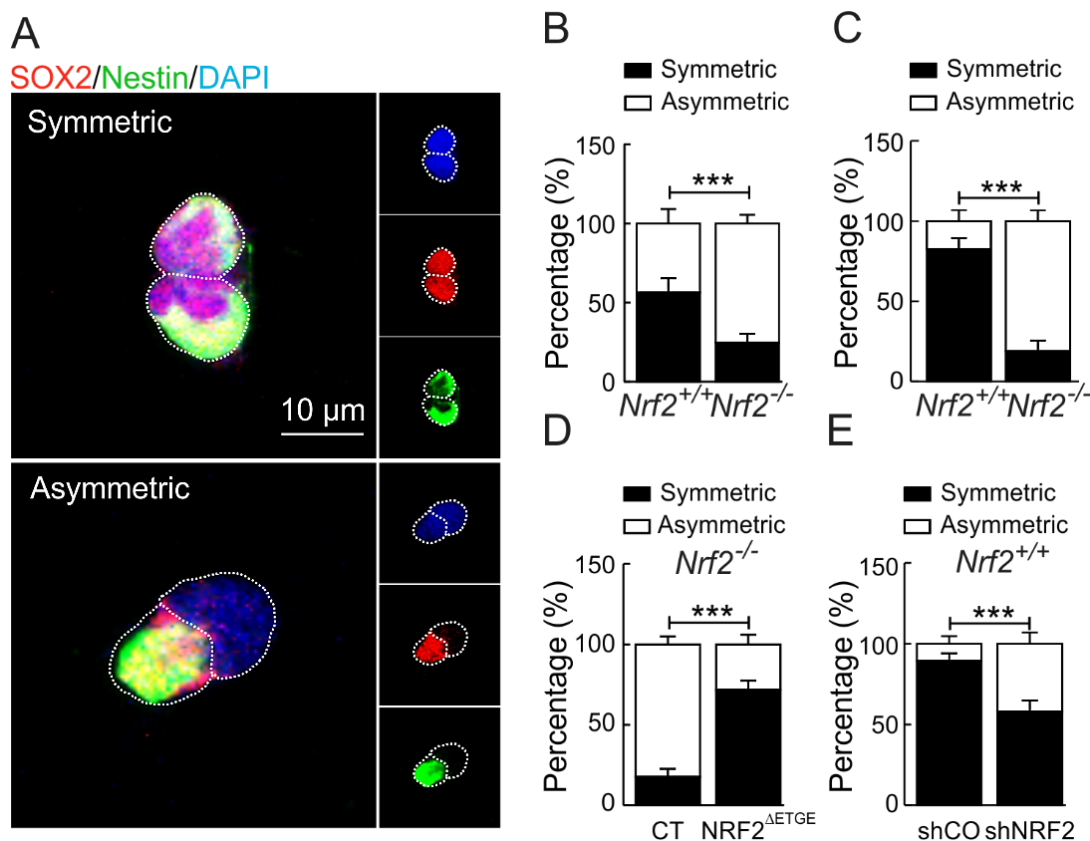 A
SOX2/Nestin/DAPI
Symmetric
10 µm
Asymmetric
B
Symmetric
Asymmetric
Percentage (%)
150
100
50
0
***
Nrf2+/+ Nrf2-/-
C
Symmetric
Asymmetric
Percentage (%)
150
100
50
0
***
Nrf2+/+ Nrf2-/-
D
Symmetric
Asymmetric
Nrf2-/-
Percentage (%)
150
100
50
0
***
CT NRF2ΔETGE
E
Symmetric
Asymmetric
Nrf2+/+
Percentage (%)
150
100
50
0
***
shCO shNRF2